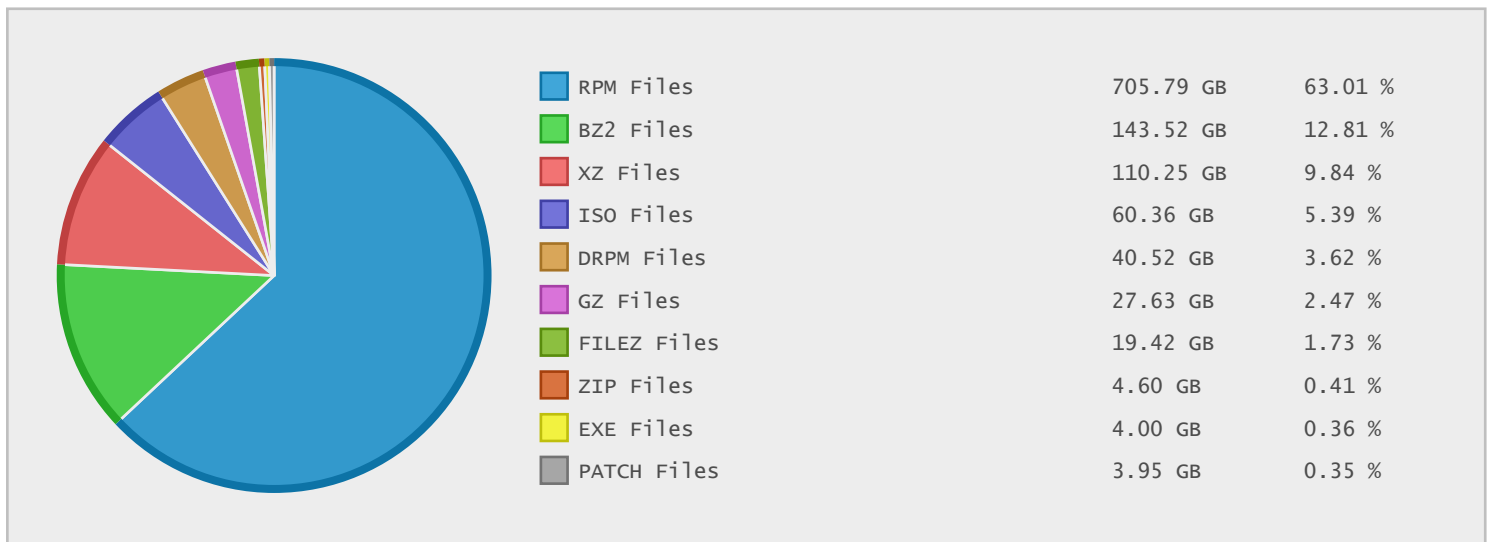 RPM Files 705.79 GB 63.01 %
BZ2 Files 143.52 GB 12.81 %
XZ Files 110.25 GB 9.84 %
ISO Files 60.36 GB 5.39 %
DRPM Files 40.52 GB 3.62 %
GZ Files 27.63 GB 2.47 %
FILEZ Files 19.42 GB 1.73 %
ZIP Files 4.60 GB 0.41 %
EXE Files 4.00 GB 0.36 %
PATCH Files 3.95 GB 0.35 %